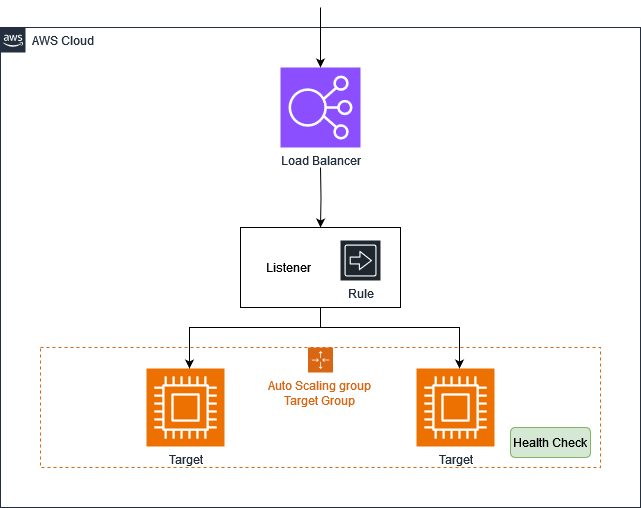 aws
AWS Cloud
Load Balancer
Listener
Rule
Auto Scaling group
Target Group
Target
Target
Health Check